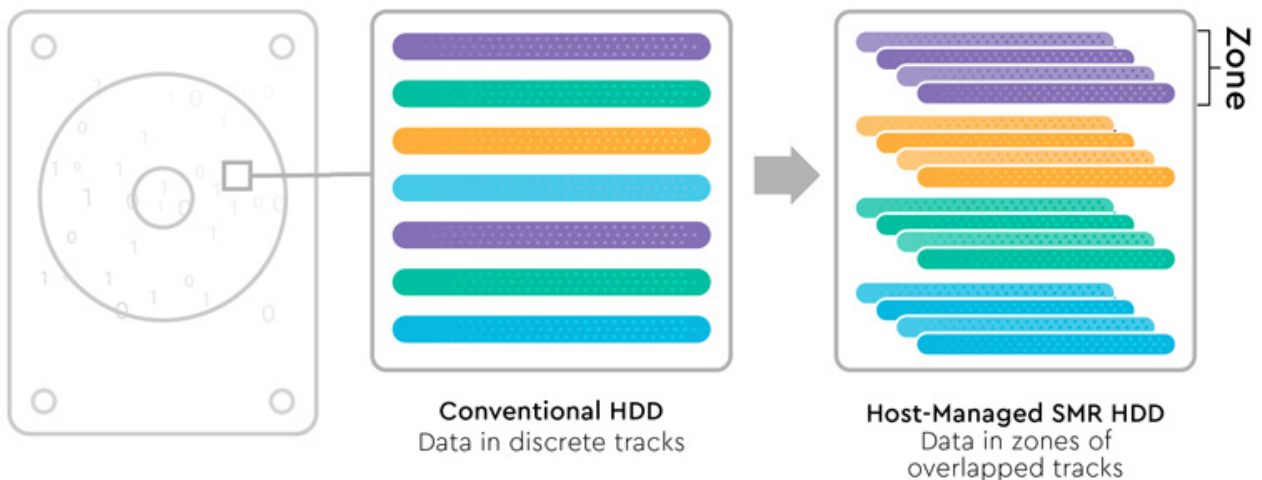 Zone
Conventional HDD
Data in discrete tracks
Host-Managed SMR HDD
Data in zones of
overlapped tracks